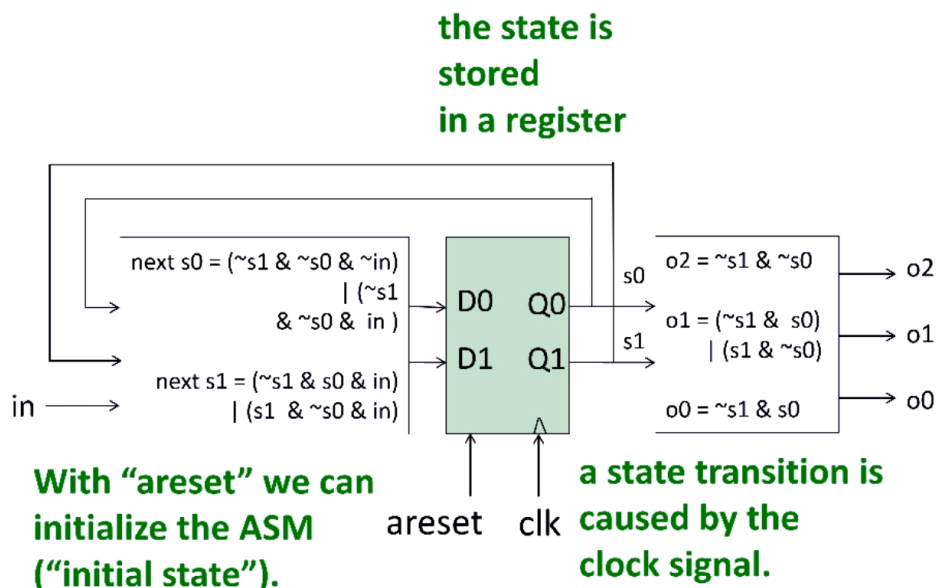 the state is
stored
in a register
next s0 = (~s1 & ~s0 & ~in)
| (~s1
& ~s0 & in )
next s1 = (~s1 & s0 & in)
| (s1 & ~s0 & in)
in
D0 Q0
D1 Q1
s0
s1
o2 = ~s1 & ~s0
o1 = (~s1 & s0)
| (s1 & ~s0)
o0 = ~s1 & s0
o2
o1
o0
areset clk
With “areset” we can
initialize the ASM
(“initial state”).
a state transition is
caused by the
clock signal.